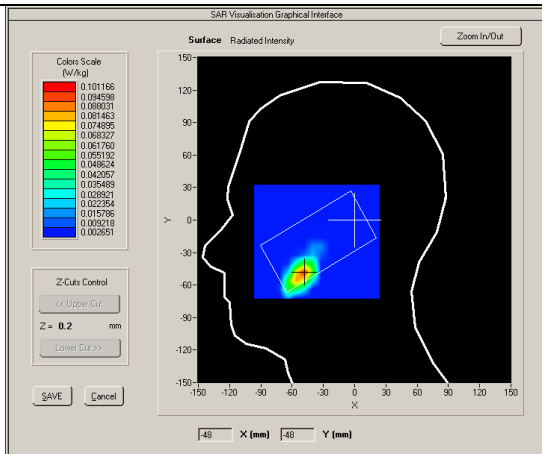 SAR Visualisation Graphical Interface
Surface Radiated Intensity
Zoom In/Out
Colors Scale
(W/kg)
0.101166
0.094598
0.088031
0.081463
0.074895
0.068327
0.061760
0.055192
0.048624
0.042057
0.035489
0.028921
0.022354
0.015786
0.009218
0.002651
Z-Cuts Control
<< Upper Cut
Z = 0.2 mm
Lower Cut >>
SAVE Cancel
150-
120-
90-
60-
30-
0-
-30-
-60-
-90-
-120-
-150-
Y
-150 -120 -90 -60 -30 0 30 60 90 120 150
X
-48 X (mm) -48 Y (mm)